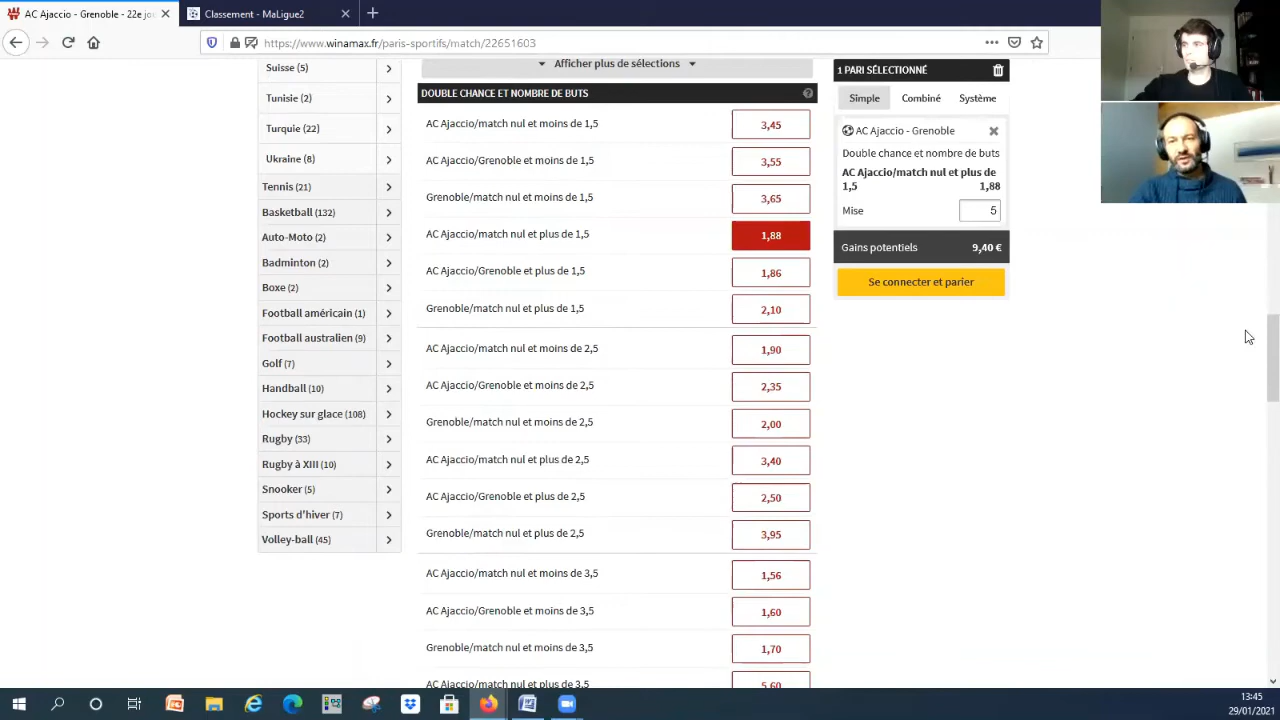 AC Ajaccio - Grenoble - 22e jou
Classement - MaLigue2
https://www.winamax.fr/paris-sportifs/match/22651603
Suisse (5)
Tunisie (2)
Turquie (22)
Ukraine (8)
Tennis (21)
Basketball (132)
Auto-Moto (2)
Badminton (2)
Boxe (2)
Football américain (1)
Football australien (9)
Golf (7)
Handball (10)
Hockey sur glace (108)
Rugby (33)
Rugby à XIII (10)
Snooker (5)
Sports d'hiver (7)
Volley-ball (45)
Afficher plus de sélections
DOUBLE CHANCE ET NOMBRE DE BUTS ?
AC Ajaccio/match nul et moins de 1,5 3,45
AC Ajaccio/Grenoble et moins de 1,5 3,55
Grenoble/match nul et moins de 1,5 3,65
AC Ajaccio/match nul et plus de 1,5 1,88
AC Ajaccio/Grenoble et plus de 1,5 1,86
Grenoble/match nul et plus de 1,5 2,10
AC Ajaccio/match nul et moins de 2,5 1,90
AC Ajaccio/Grenoble et moins de 2,5 2,35
Grenoble/match nul et moins de 2,5 2,00
AC Ajaccio/match nul et plus de 2,5 3,40
AC Ajaccio/Grenoble et plus de 2,5 2,50
Grenoble/match nul et plus de 2,5 3,95
AC Ajaccio/match nul et moins de 3,5 1,56
AC Ajaccio/Grenoble et moins de 3,5 1,60
Grenoble/match nul et moins de 3,5 1,70
AC Ajaccio/match nul et plus de 3,5 5,60
1 PARI SÉLECTIONNÉ
Simple Combiné Système
AC Ajaccio - Grenoble
Double chance et nombre de buts
AC Ajaccio/match nul et plus de
1,5 1,88
Mise 5
Gains potentiels 9,40 €
Se connecter et parier
13:45
29/01/2021